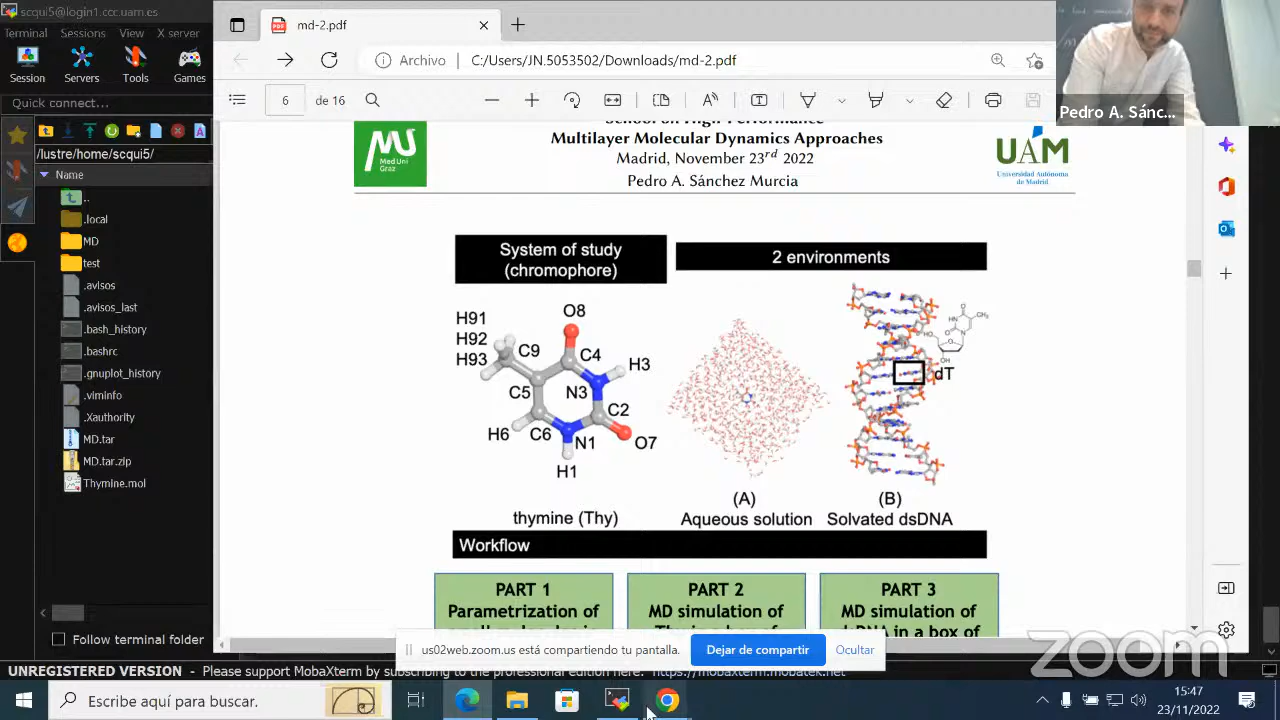 scqui5@login1.ccc.uam.es
Terminal Sessions View X server
Session Servers Tools Games
Quick connect...
/lustre/home/scqui5/
Name
..
.local
MD
test
.avisos
.avisos_last
.bash_history
.bashrc
.gnuplot_history
.viminfo
.Xauthority
MD.tar
MD.tar.zip
Thymine.mol
Follow terminal folder
md-2.pdf
Archivo C:/Users/JN.5053502/Downloads/md-2.pdf
6 de 16
Pedro A. Sánc...
Med Uni
Graz
School on High Performance
Multilayer Molecular Dynamics Approaches
Madrid, November 23rd 2022
Pedro A. Sánchez Murcia
UAM
Universidad Autónoma
de Madrid
System of study
(chromophore)
2 environments
H91
H92
H93
O8
C9
C4
H3
C5
N3
C2
H6
C6
N1
O7
H1
dT
thymine (Thy)
(A)
Aqueous solution
(B)
Solvated dsDNA
Workflow
PART 1
Parametrization of
PART 2
MD simulation of
PART 3
MD simulation of
dsDNA in a box of
us02web.zoom.us está compartiendo tu pantalla.
Dejar de compartir
Ocultar
zoom
UNREGISTERED VERSION - Please support MobaXterm by subscribing to the professional edition here: https://mobaxterm.mobatek.net
Escribe aquí para buscar.
15:47
23/11/2022